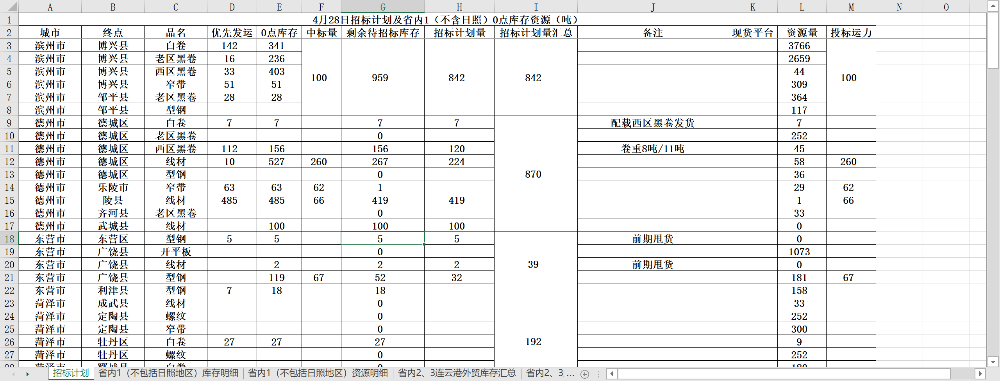 A B C D E F G H I J K L M N O
1 4月28日招标计划及省内1（不含日照）0点库存资源（吨）
2 城市 终点 品名 优先发运 0点库存 中标量 剩余待招标库存 招标计划量 招标计划量汇总 备注 现货平台 资源量 投标运力
3 滨州市 博兴县 白卷 142 341 3766
4 滨州市 博兴县 老区黑卷 16 236 2659
5 滨州市 博兴县 西区黑卷 33 403 44
100 959 842 842 100
6 滨州市 博兴县 窄带 51 51 309
7 滨州市 邹平县 老区黑卷 28 28 364
8 滨州市 邹平县 型钢 117
9 德州市 德城区 白卷 7 7 7 7 配载西区黑卷发货 7
10 德州市 德城区 老区黑卷 0 252
11 德州市 德城区 西区黑卷 112 156 156 120 卷重8吨/11吨 45
12 德州市 德城区 线材 10 527 260 267 224 58 260
13 德州市 德城区 型钢 0 870 36
14 德州市 乐陵市 窄带 63 63 62 1 29 62
15 德州市 陵县 线材 485 485 66 419 419 1 66
16 德州市 齐河县 老区黑卷 0 33
17 德州市 武城县 线材 100 100 100 0
18 东营市 东营区 型钢 5 5 5 5 前期甩货 0
19 东营市 广饶县 开平板 0 1073
20 东营市 广饶县 线材 2 2 2 39 前期甩货 0
21 东营市 广饶县 型钢 119 67 52 32 181 67
22 东营市 利津县 型钢 7 18 18 158
23 菏泽市 成武县 线材 0 33
24 菏泽市 定陶县 螺纹 0 252
25 菏泽市 定陶县 窄带 0 300
26 菏泽市 牡丹区 白卷 27 27 27 192 9
27 菏泽市 牡丹区 螺纹 0 252
28 菏泽市 郓城县 白卷 0
招标计划 省内1（不包括日照地区）库存明细 省内1（不包括日照地区）资源明细 省内2、3连云港外贸库存汇总 省内2、3 ...